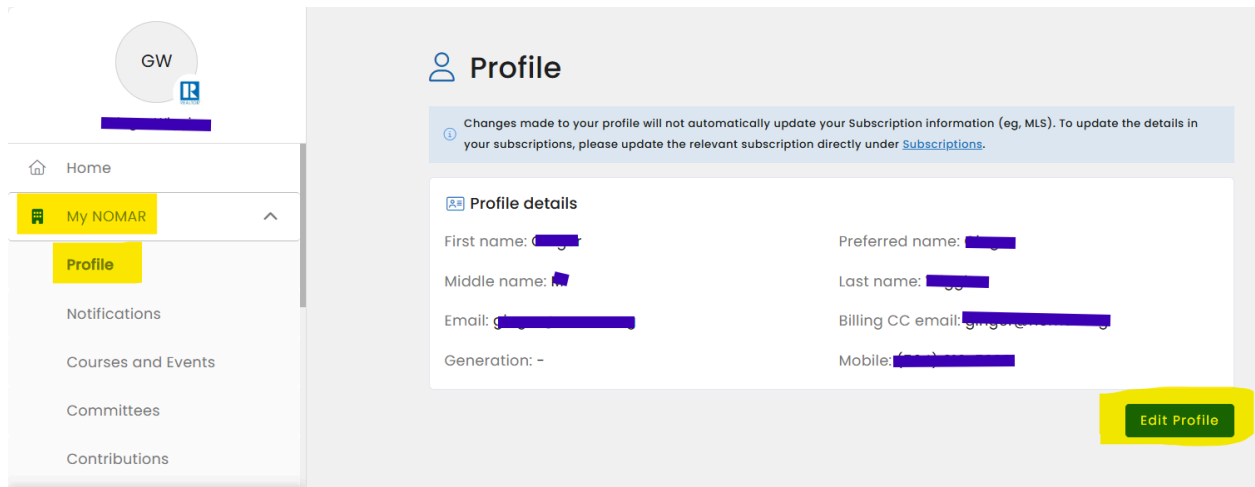 GW
Home
My NOMAR
Profile
Notifications
Courses and Events
Committees
Contributions
Profile
Changes made to your profile will not automatically update your Subscription information (eg, MLS). To update the details in
your subscriptions, please update the relevant subscription directly under Subscriptions.
Profile details
First name:
Preferred name:
Middle name:
Last name:
Email:
Billing CC email:
Generation: -
Mobile:
Edit Profile